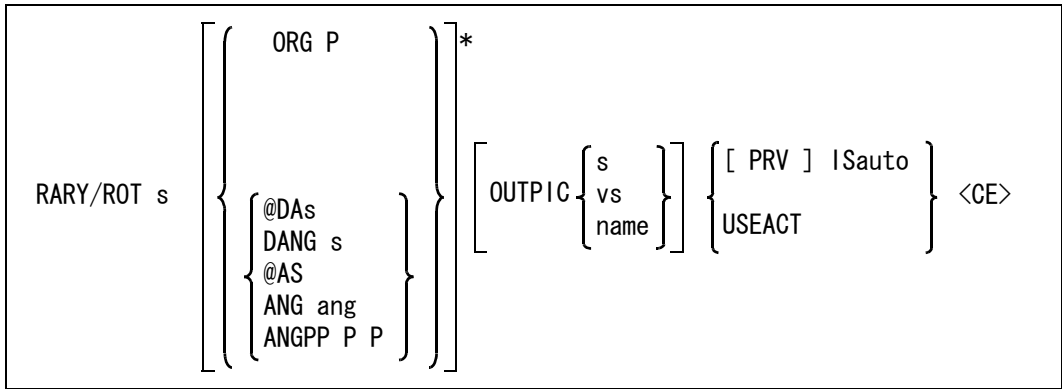 ORG P
*
RARY/ROT s
@DAs
DANG s
@AS
ANG ang
ANGPP P P
OUTPIC
s
vs
name
[ PRV ] ISauto
USEACT
<CE>